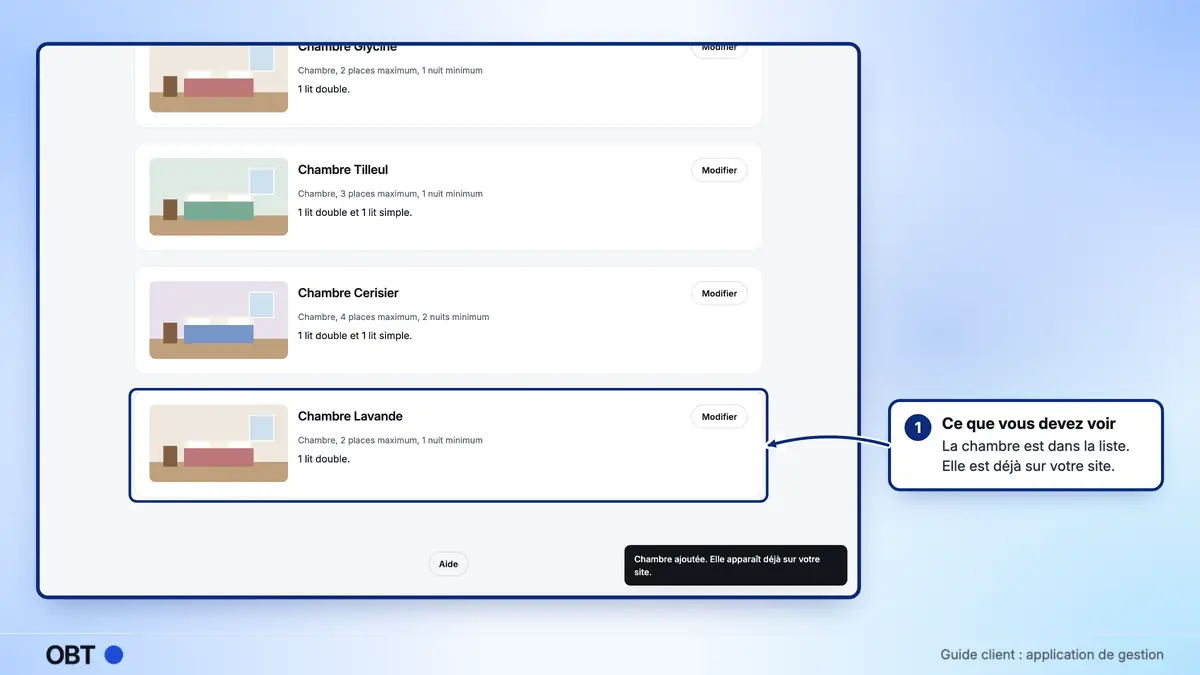 Chambre Glycine
Modifier
Chambre, 2 places maximum, 1 nuit minimum
1 lit double.
Chambre Tilleul
Modifier
Chambre, 3 places maximum, 1 nuit minimum
1 lit double et 1 lit simple.
Chambre Cerisier
Modifier
Chambre, 4 places maximum, 2 nuits minimum
1 lit double et 1 lit simple.
Chambre Lavande
Modifier
Chambre, 2 places maximum, 1 nuit minimum
1 lit double.
1
Ce que vous devez voir
La chambre est dans la liste.
Elle est déjà sur votre site.
Aide
Chambre ajoutée. Elle apparaît déjà sur votre
site.
OBT
Guide client : application de gestion